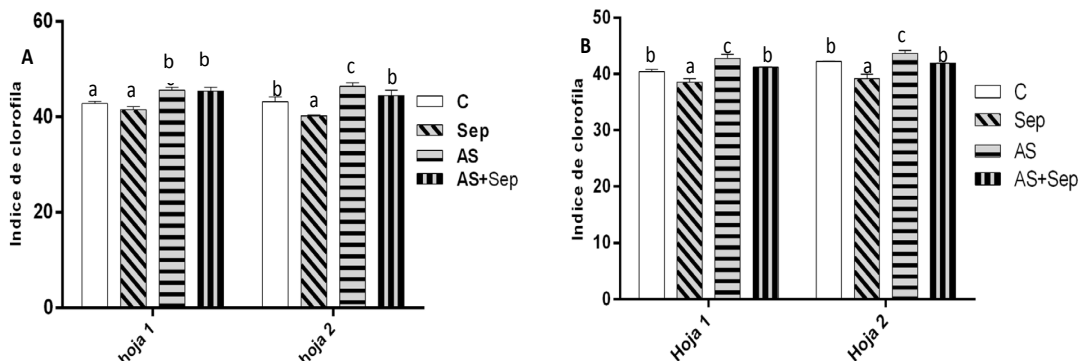 A
Indice de clorofila
60
40
20
0
a a b b
b a c b
hoja 1
hoja 2
C
Sep
AS
AS+Sep
B
Indice de clorofila
50
40
30
20
10
0
b a c b
b a c b
Hoja 1
Hoja 2
C
Sep
AS
AS+Sep